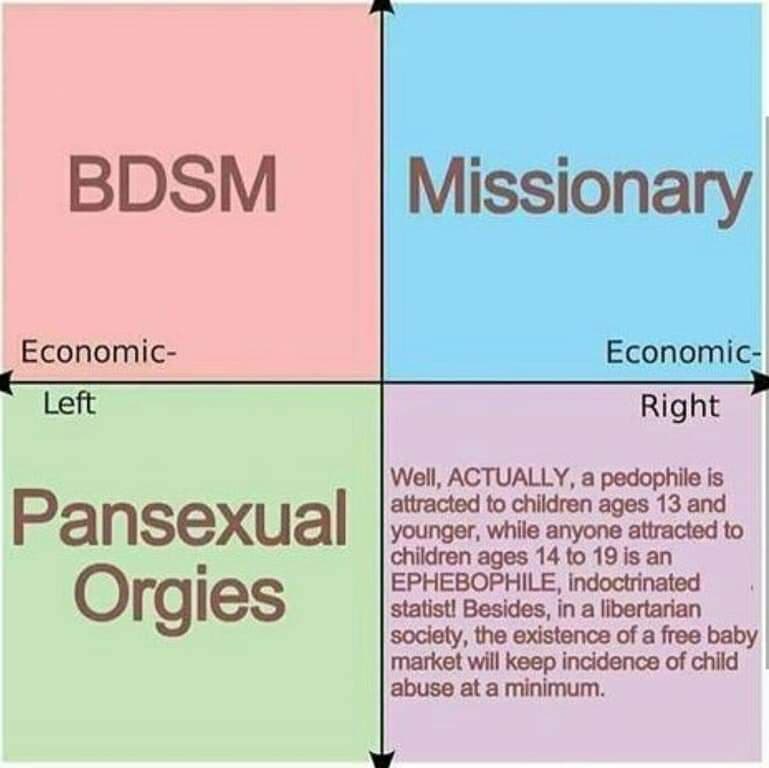 BDSM
Missionary
Economic-
Left
Economic-
Right
Pansexual
Orgies
Well, ACTUALLY, a pedophile is
attracted to children ages 13 and
younger, while anyone attracted to
children ages 14 to 19 is an
EPHEBOPHILE, indoctrinated
statist! Besides, in a libertarian
society, the existence of a free baby
market will keep incidence of child
abuse at a minimum.